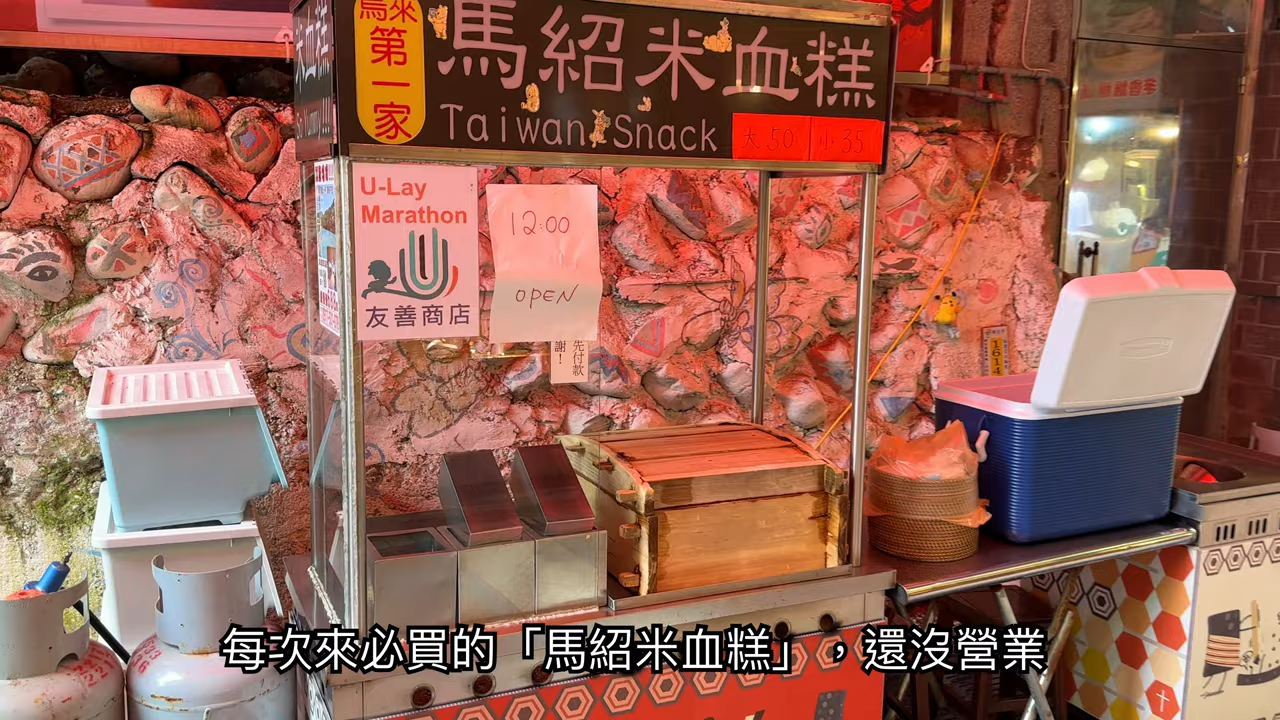 烏來
第一家
馬紹米血糕
Taiwan Snack
大50 小35
U-Lay
Marathon
友善商店
12:00
OPEN
先付款
謝！
1614
每次來必買的「馬紹米血糕」，還沒營業